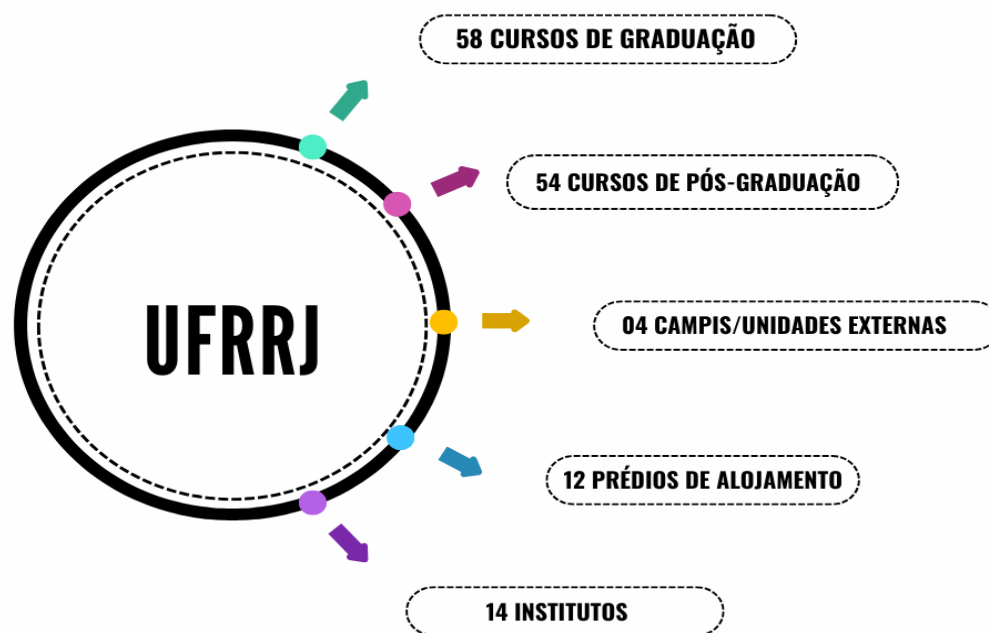 58 CURSOS DE GRADUAÇÃO
54 CURSOS DE PÓS-GRADUAÇÃO
UFRRJ
04 CAMPIS/UNIDADES EXTERNAS
12 PRÉDIOS DE ALOJAMENTO
14 INSTITUTOS